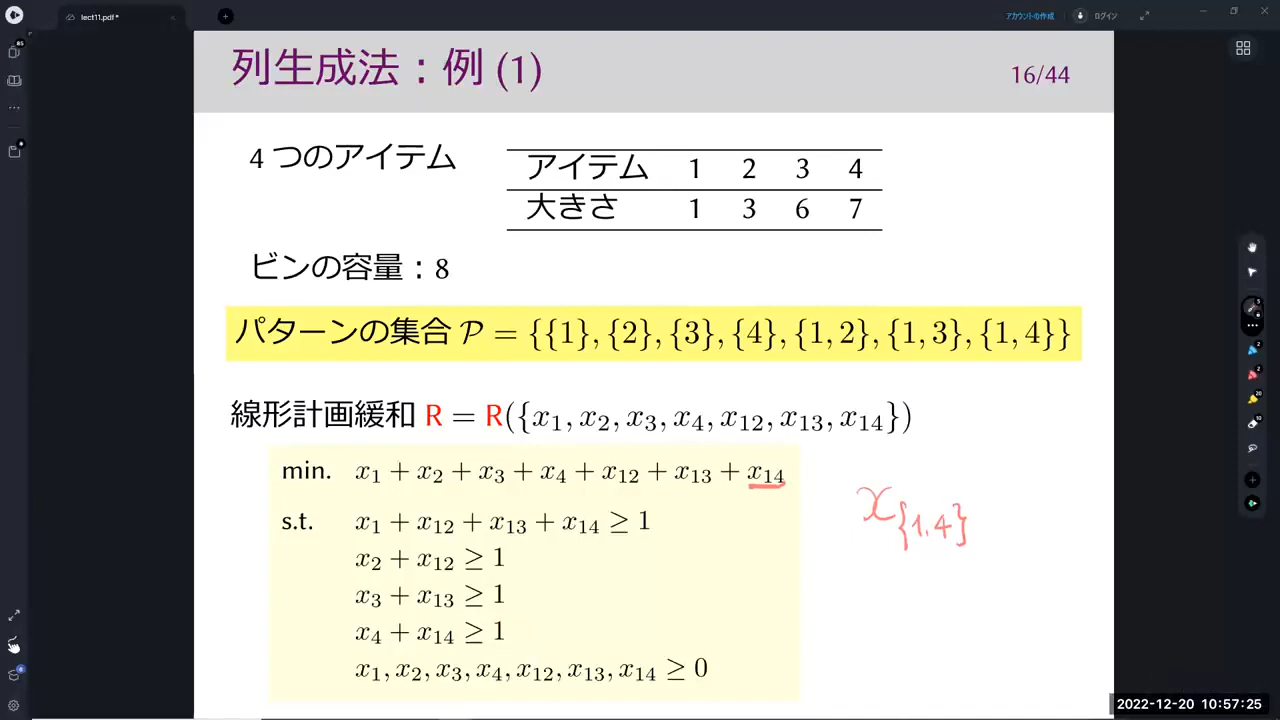 lect11.pdf*
アカウントの作成 ログイン
列生成法：例 (1)
16/44
4 つのアイテム
アイテム 1 2 3 4
大きさ 1 3 6 7
ビンの容量：8
パターンの集合 𝒫 = {{1}, {2}, {3}, {4}, {1, 2}, {1, 3}, {1, 4}}
線形計画緩和 R = R({x₁, x₂, x₃, x₄, x₁₂, x₁₃, x₁₄})
min. x₁ + x₂ + x₃ + x₄ + x₁₂ + x₁₃ + x₁₄
s.t. x₁ + x₁₂ + x₁₃ + x₁₄ ≥ 1
x_{1,4}
x₂ + x₁₂ ≥ 1
x₃ + x₁₃ ≥ 1
x₄ + x₁₄ ≥ 1
x₁, x₂, x₃, x₄, x₁₂, x₁₃, x₁₄ ≥ 0
2022-12-20 10:57:25